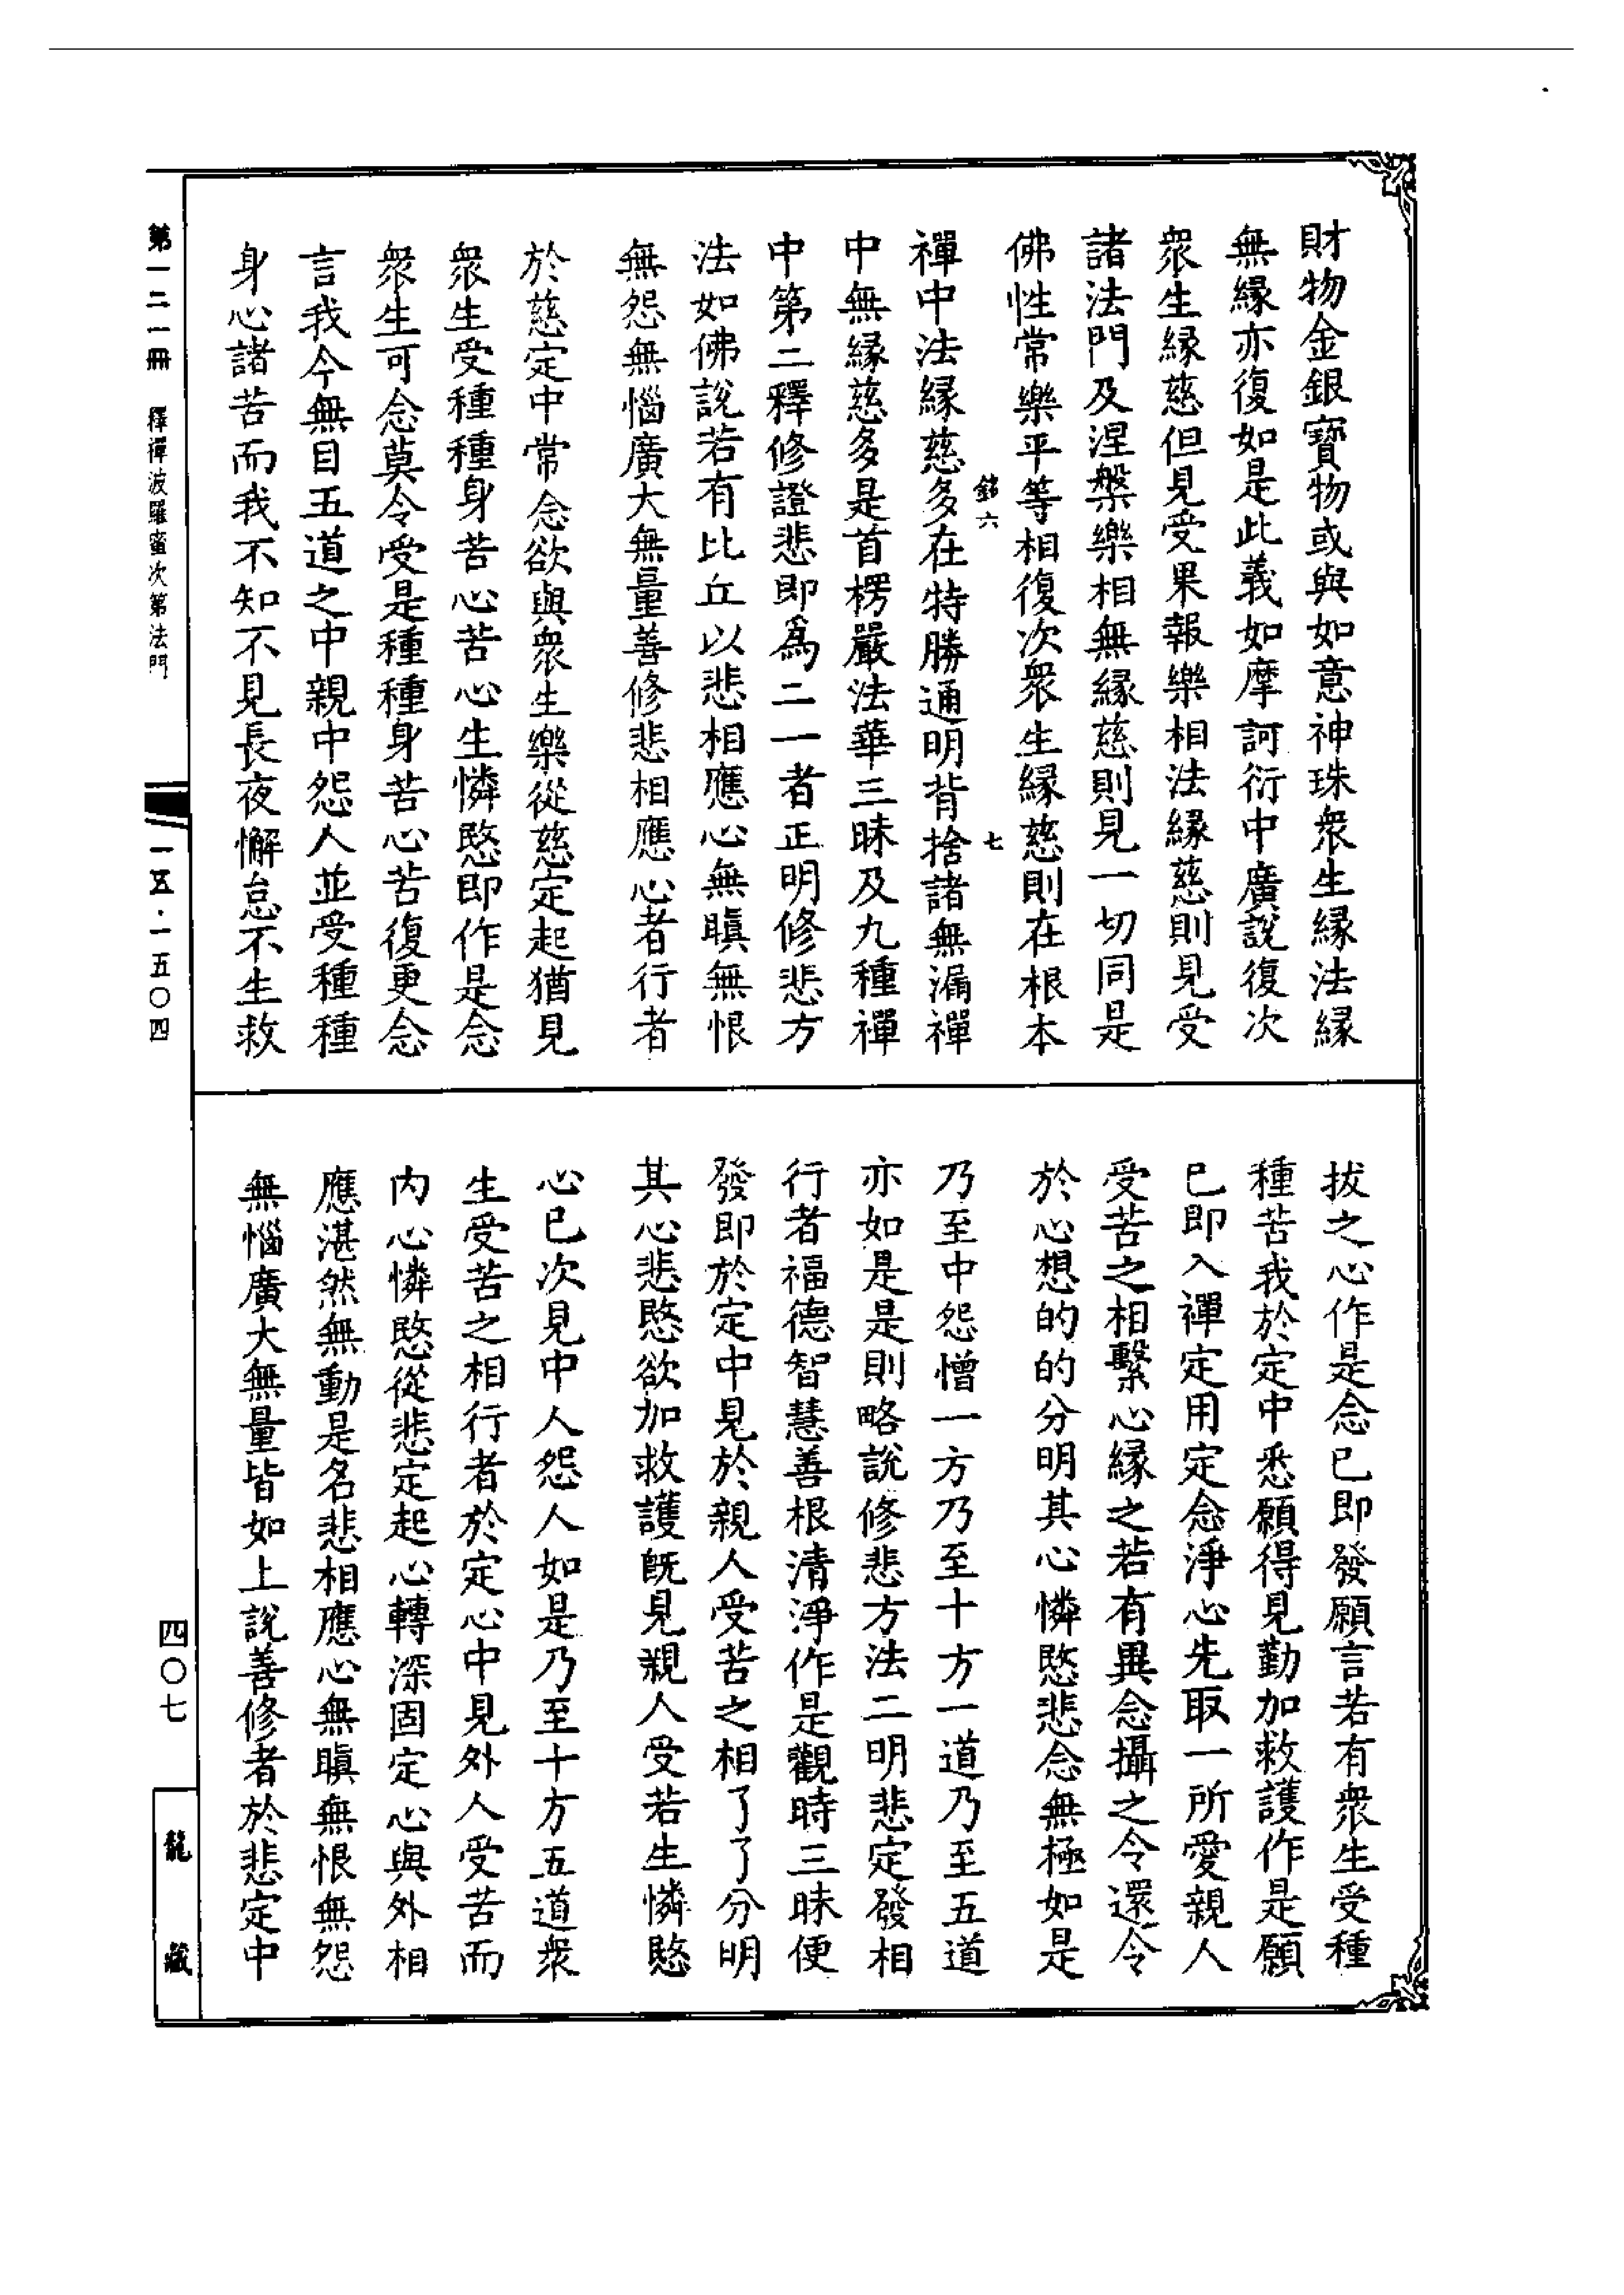 財物金銀寶物或與如意神珠衆生緣法緣
無緣亦復如是此義如摩訶衍中廣說復次
衆生緣慈但見受果報樂相法緣慈則見受
諸法門及涅槃樂相無緣慈則見一切同是
佛性常樂平等相復次衆生緣慈則在根本
銘六 七
禪中法緣慈多在特勝通明背捨諸無漏禪
中無緣慈多是首楞嚴法華三昧及九種禪
中第二釋修證悲即爲二一者正明修悲方
法如佛說若有比丘以悲相應心無瞋無恨
無怨無惱廣大無量善修悲相應心者行者
於慈定中常念欲與衆生樂從慈定起猶見
衆生受種種身苦心苦心生憐愍即作是念
衆生可念莫令受是種種身苦心苦復更念
言我今無目五道之中親中怨人並受種種
身心諸苦而我不知不見長夜懈怠不生救
拔之心作是念已即發願言若有衆生受種
種苦我於定中悉願得見勤加救護作是願
已即入禪定用定念淨心先取一所愛親人
受苦之相繫心緣之若有異念攝之令還令
於心想的的分明其心憐愍悲念無極如是
乃至中怨憎一方乃至十方一道乃至五道
亦如是是則略說修悲方法二明悲定發相
行者福德智慧善根清淨作是觀時三昧便
發即於定中見於親人受苦之相了了分明
其心悲愍欲加救護旣見親人受若生憐愍
心已次見中人怨人如是乃至十方五道衆
生受苦之相行者於定心中見外人受苦而
內心憐愍從悲定起心轉深固定心與外相
應湛然無動是名悲相應心無瞋無恨無怨
無惱廣大無量皆如上說善修者於悲定中
第一二一冊 釋禪波羅蜜次第法門
一五·一五〇四
四〇七
龍藏